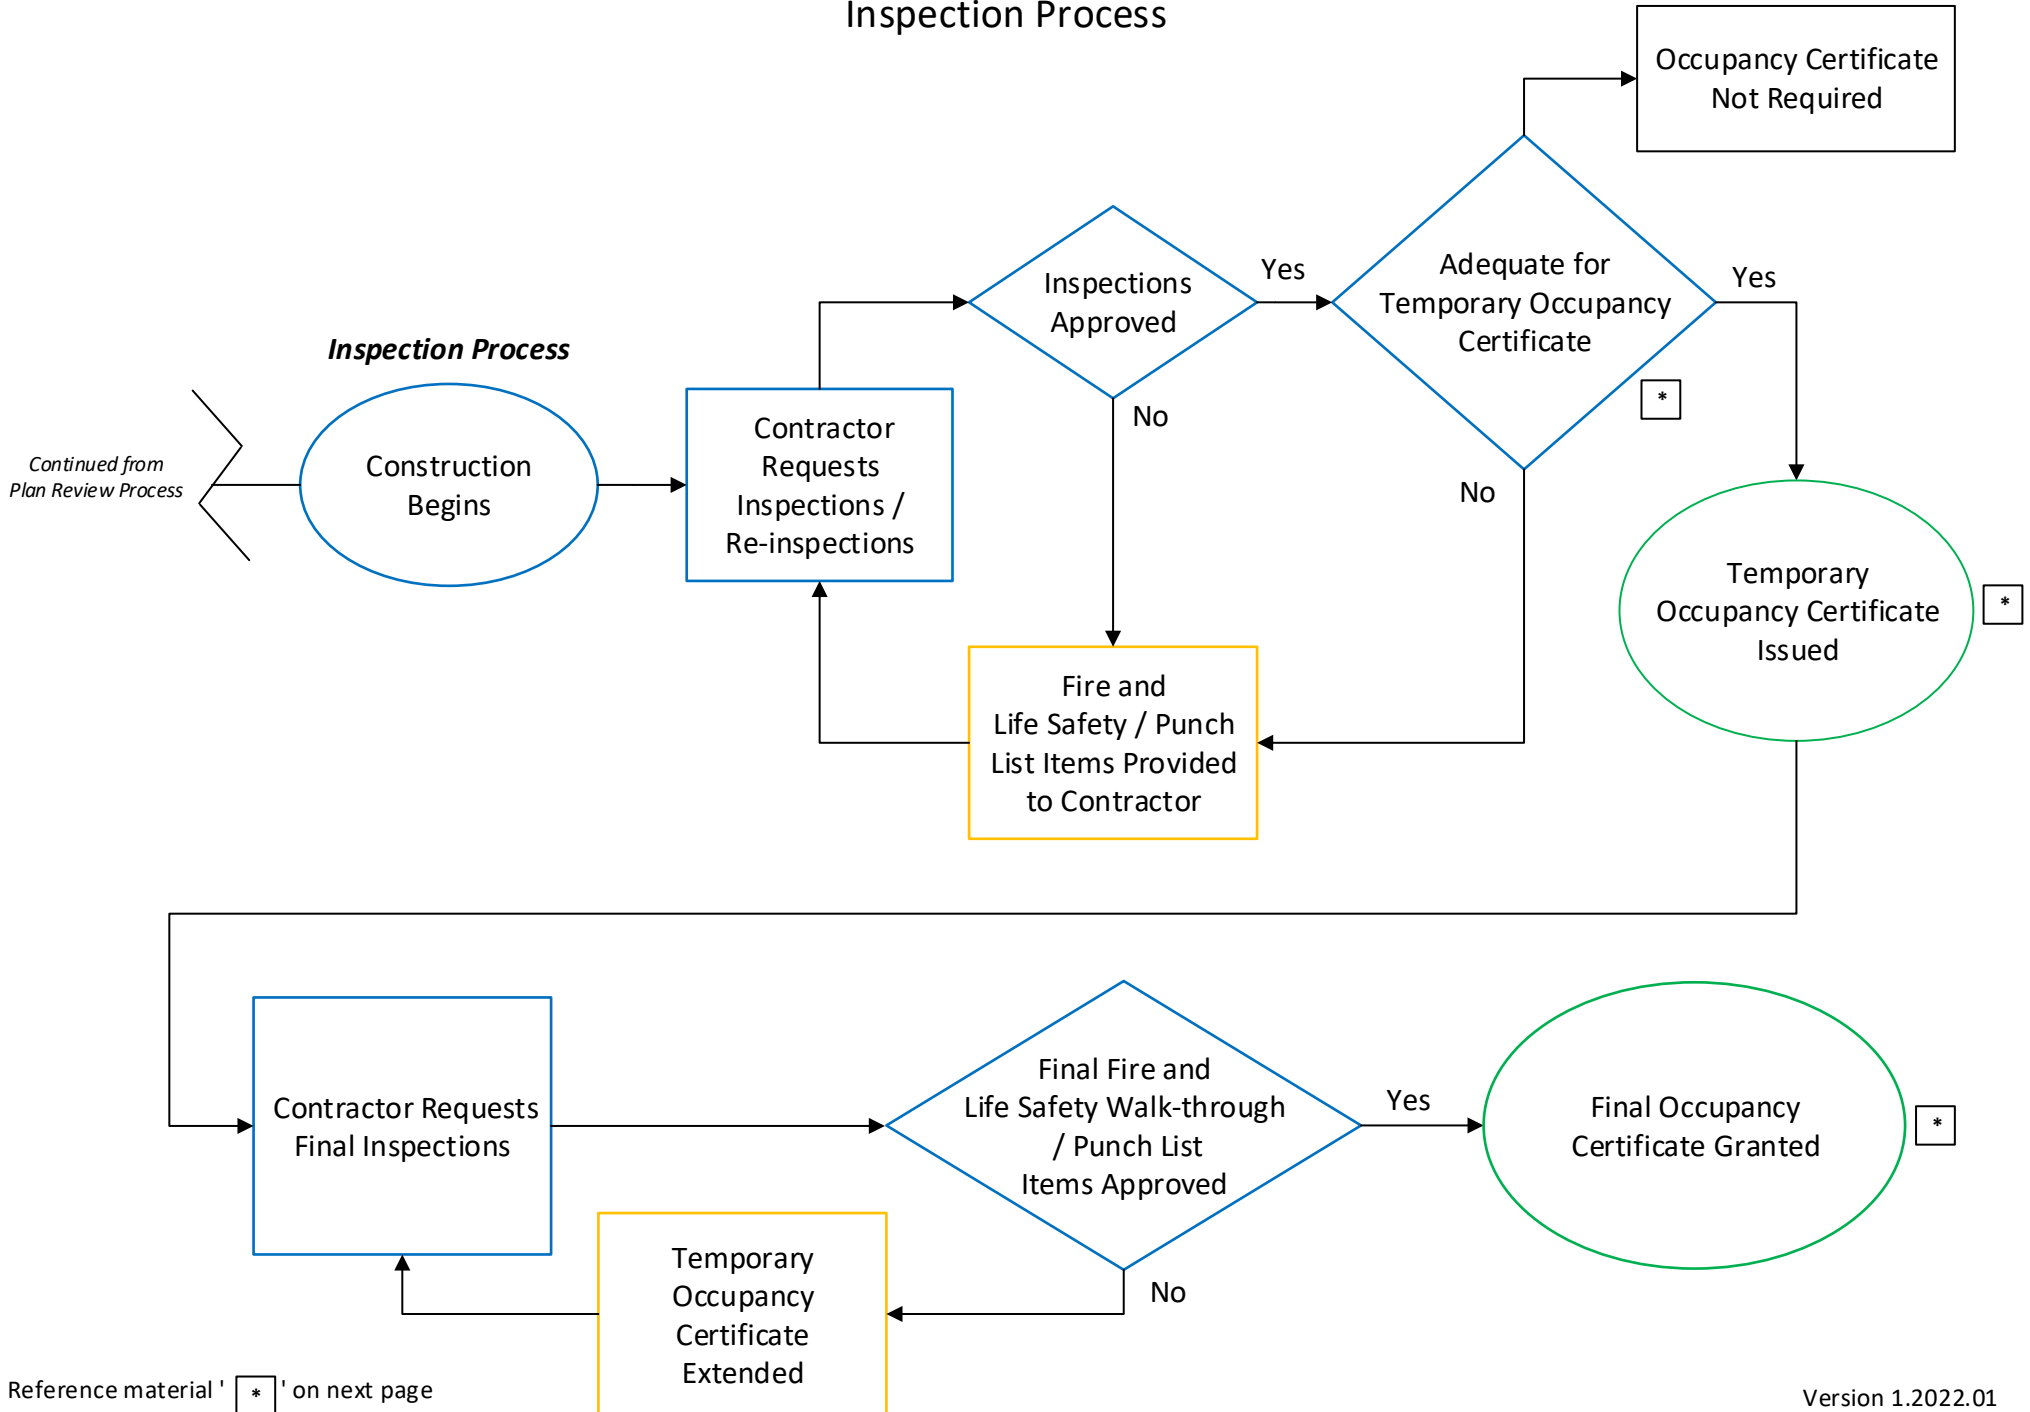 Inspection Process
Occupancy Certificate
Not Required
Inspections
Approved
Yes
Adequate for
Temporary Occupancy
Certificate
Yes
*
No
No
Inspection Process
Continued from
Plan Review Process
Construction
Begins
Contractor
Requests
Inspections /
Re-inspections
Temporary
Occupancy Certificate
Issued
*
Fire and
Life Safety / Punch
List Items Provided
to Contractor
Contractor Requests
Final Inspections
Final Fire and
Life Safety Walk-through
/ Punch List
Items Approved
Yes
Final Occupancy
Certificate Granted
*
No
Temporary
Occupancy
Certificate
Extended
Reference material ' * ' on next page
Version 1.2022.01